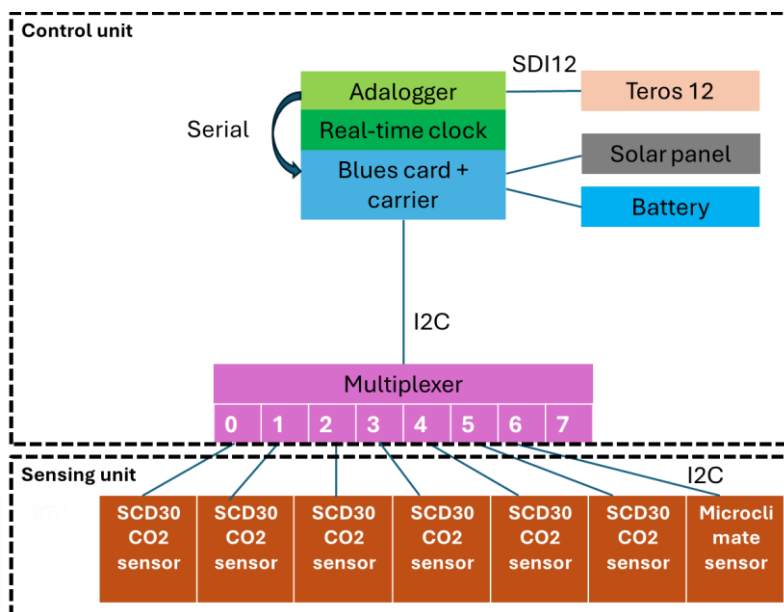 Control unit
SDI12
Adalogger
Teros 12
Serial
Real-time clock
Solar panel
Blues card +
carrier
Battery
I2C
Multiplexer
0 1 2 3 4 5 6 7
Sensing unit
I2C
SCD30
CO2
sensor
SCD30
CO2
sensor
SCD30
CO2
sensor
SCD30
CO2
sensor
SCD30
CO2
sensor
SCD30
CO2
sensor
Microcli
mate
sensor